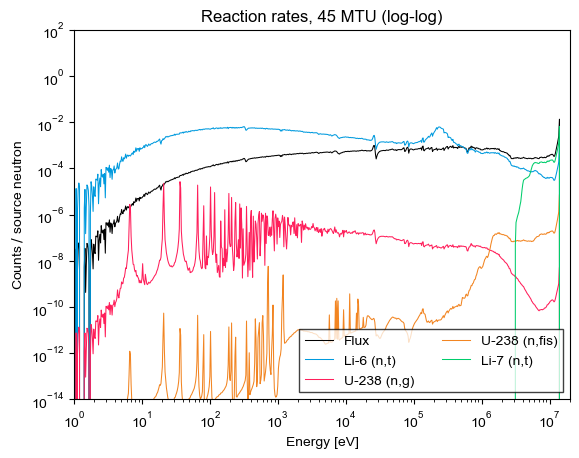 Reaction rates, 45 MTU (log-log)
Counts / source neutron
10^2
10^0
10^-2
10^-4
10^-6
10^-8
10^-10
10^-12
10^-14
Flux
Li-6 (n,t)
U-238 (n,g)
U-238 (n,fis)
Li-7 (n,t)
10^0 10^1 10^2 10^3 10^4 10^5 10^6 10^7
Energy [eV]